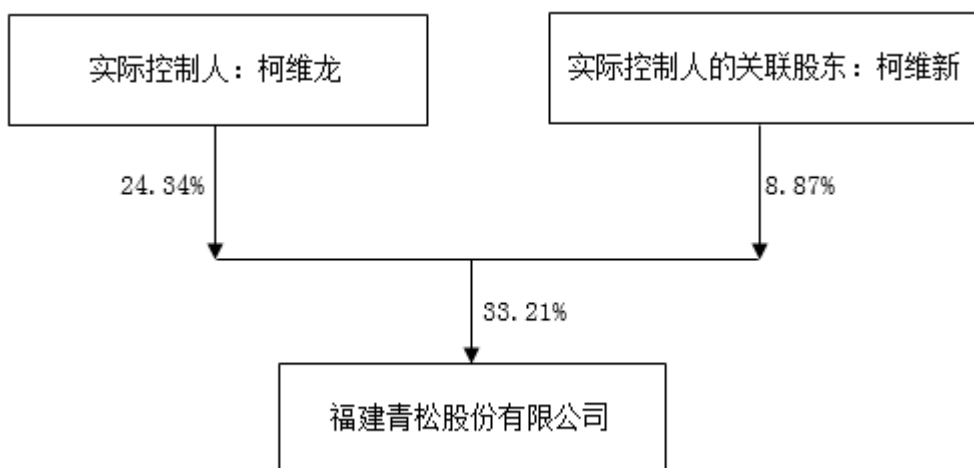 实际控制人：柯维龙
实际控制人的关联股东：柯维新
24.34%
8.87%
33.21%
福建青松股份有限公司